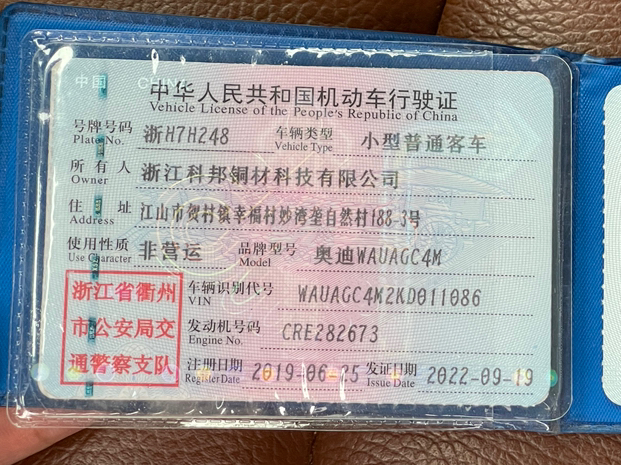 中国 CHINA
中华人民共和国机动车行驶证
Vehicle License of the People's Republic of China
号牌号码 浙H7H248 车辆类型 小型普通客车
Plate No. Vehicle Type
所有人 浙江科邦铜材科技有限公司
Owner
住址 江山市贺村镇幸福村妙湾垄自然村188-3号
Address
使用性质 非营运 品牌型号 奥迪WAUAGC4M
Use Character Model
浙江省衢州
市公安局交
通警察支队
车辆识别代号 WAUAGC4M2KD011086
VIN
发动机号码 CRE282673
Engine No.
注册日期 2019-06-25 发证日期 2022-09-19
Register Date Issue Date